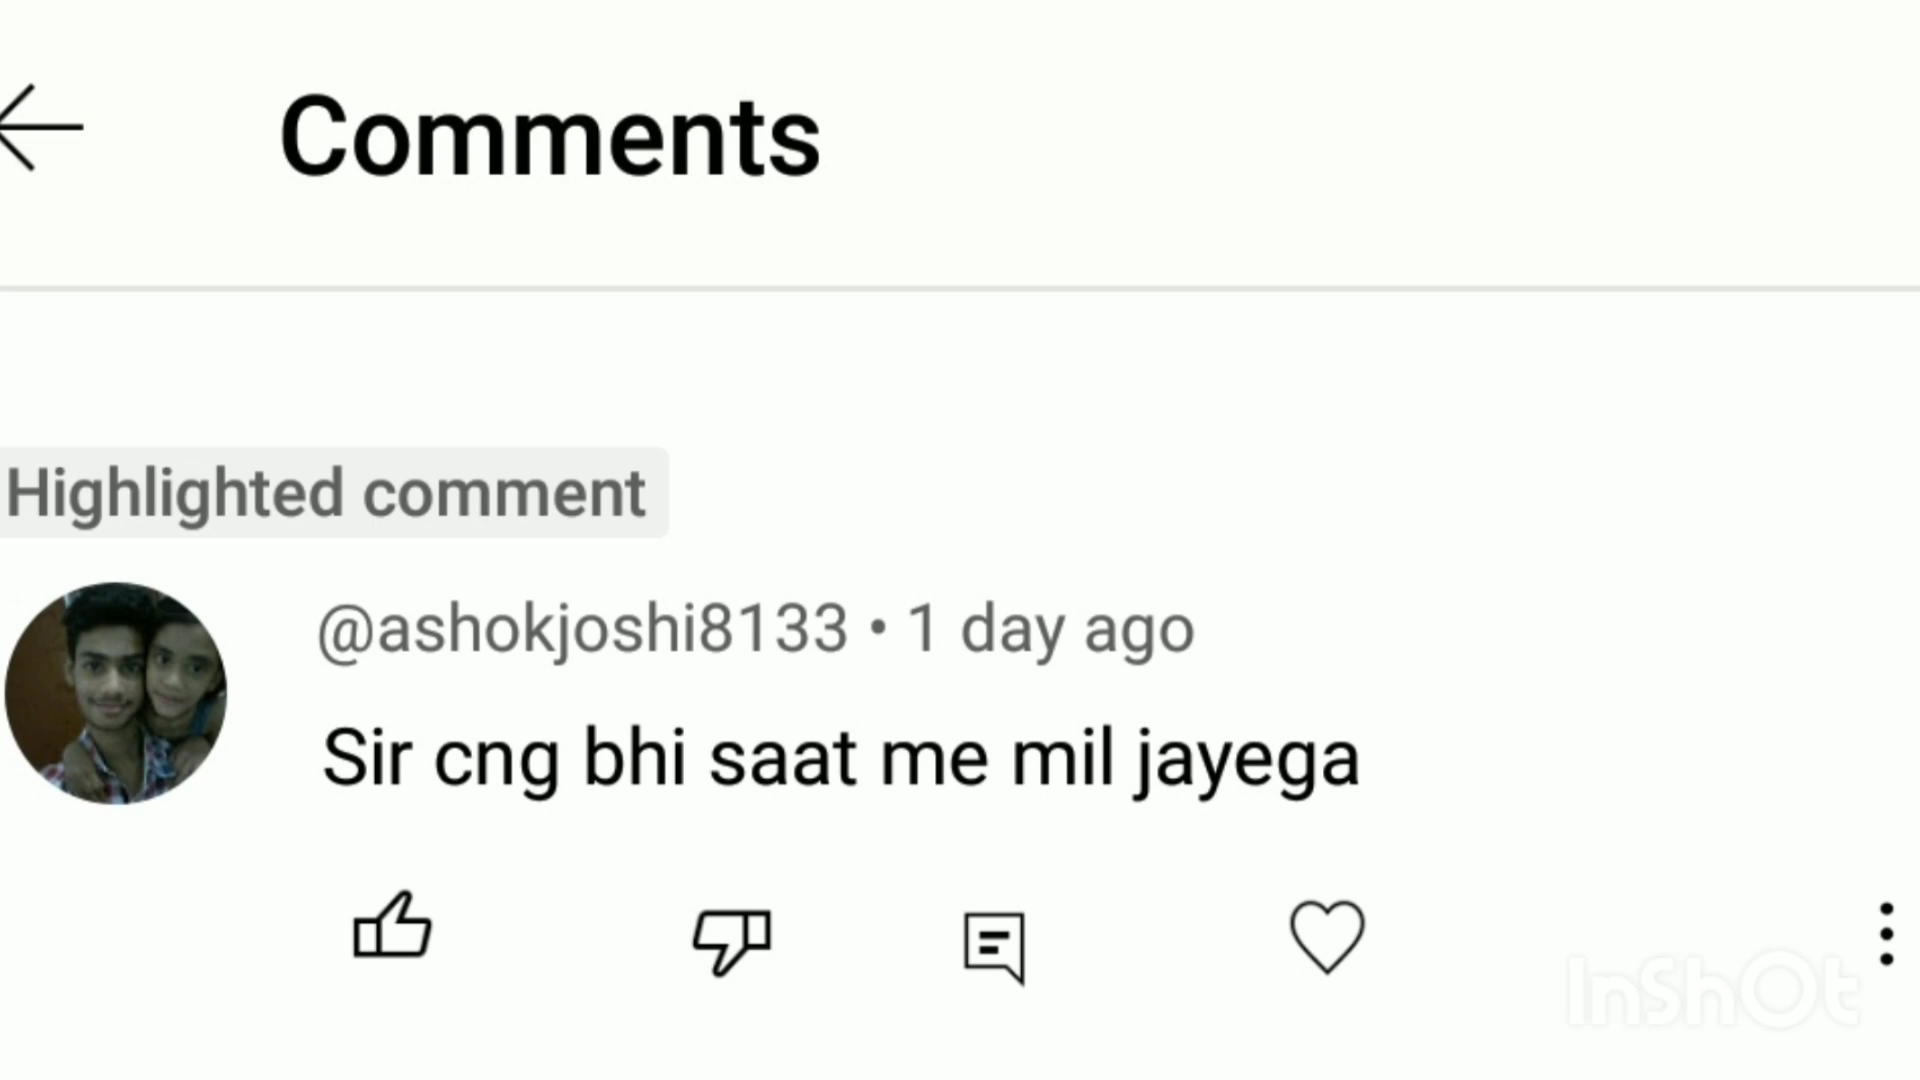 Comments
Highlighted comment
@ashokjoshi8133 • 1 day ago
Sir cng bhi saat me mil jayega
InShOt